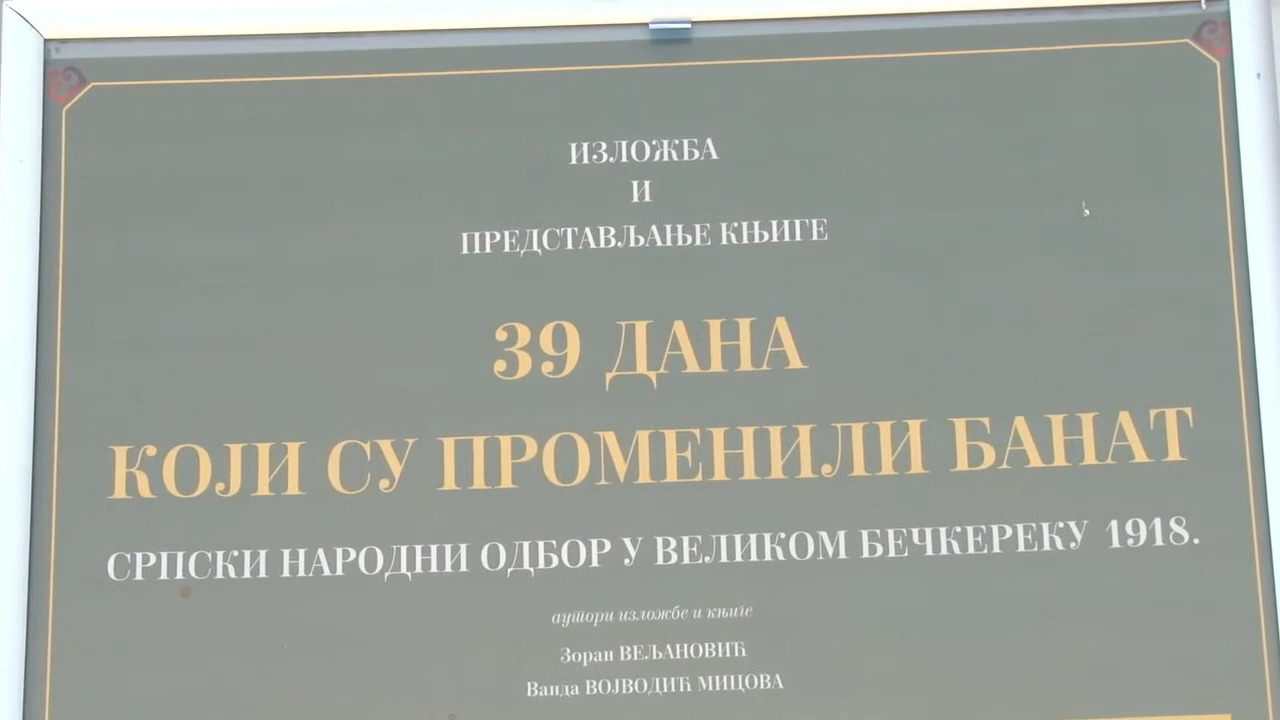 ИЗЛОЖБА
И
ПРЕДСТАВЉАЊЕ КЊИГЕ
39 ДАНА
КОЈИ СУ ПРОМЕНИЛИ БАНАТ
СРПСКИ НАРОДНИ ОДБОР У ВЕЛИКОМ БЕЧКЕРЕКУ 1918.
аутори изложбе и књиге
Зоран ВЕЉАНОВИЋ
Ванда ВОЈВОДИЋ МИЦОВА